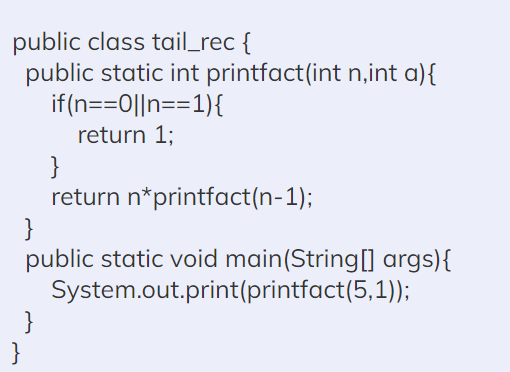 public class tail_rec {
public static int printfact(int n,int a){
if(n==0||n==1){
return 1;
}
return n*printfact(n-1);
}
public static void main(String[] args){
System.out.print(printfact(5,1));
}
}